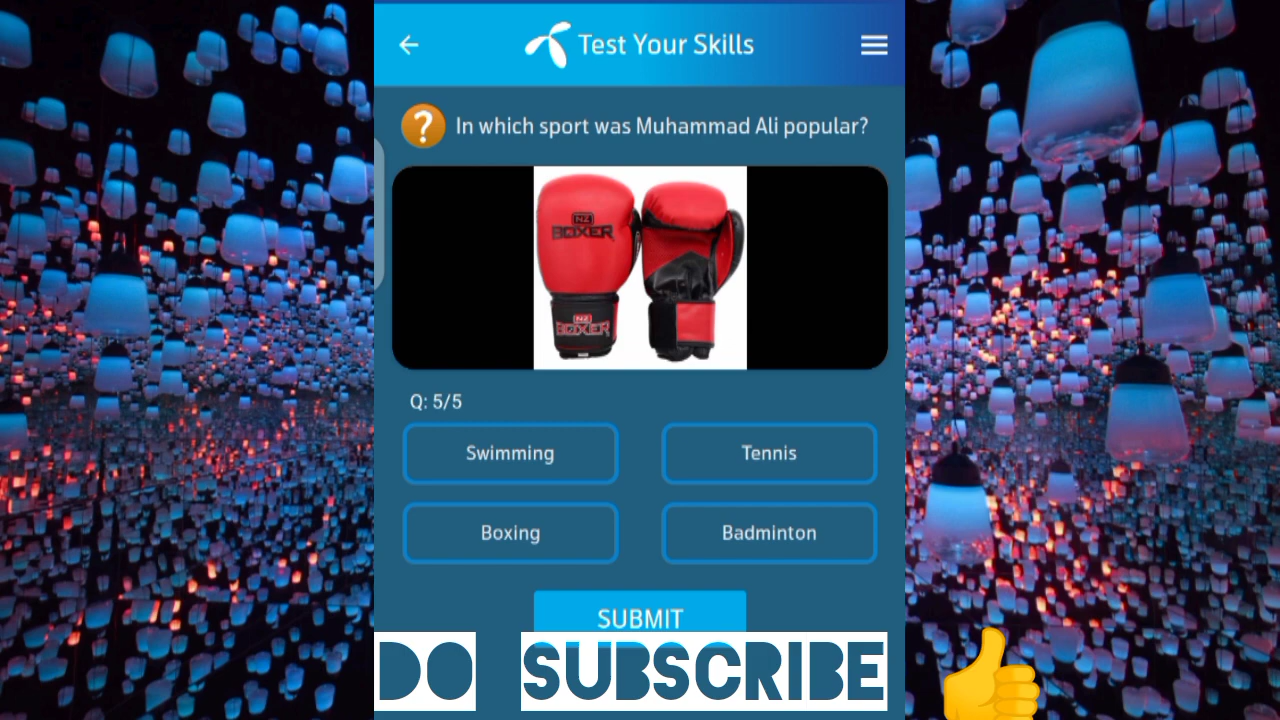 Test Your Skills
? In which sport was Muhammad Ali popular?
NZ
BOXER
NZ
BOXER
Q: 5/5
Swimming
Tennis
Boxing
Badminton
SUBMIT
DO SUBSCRIBE